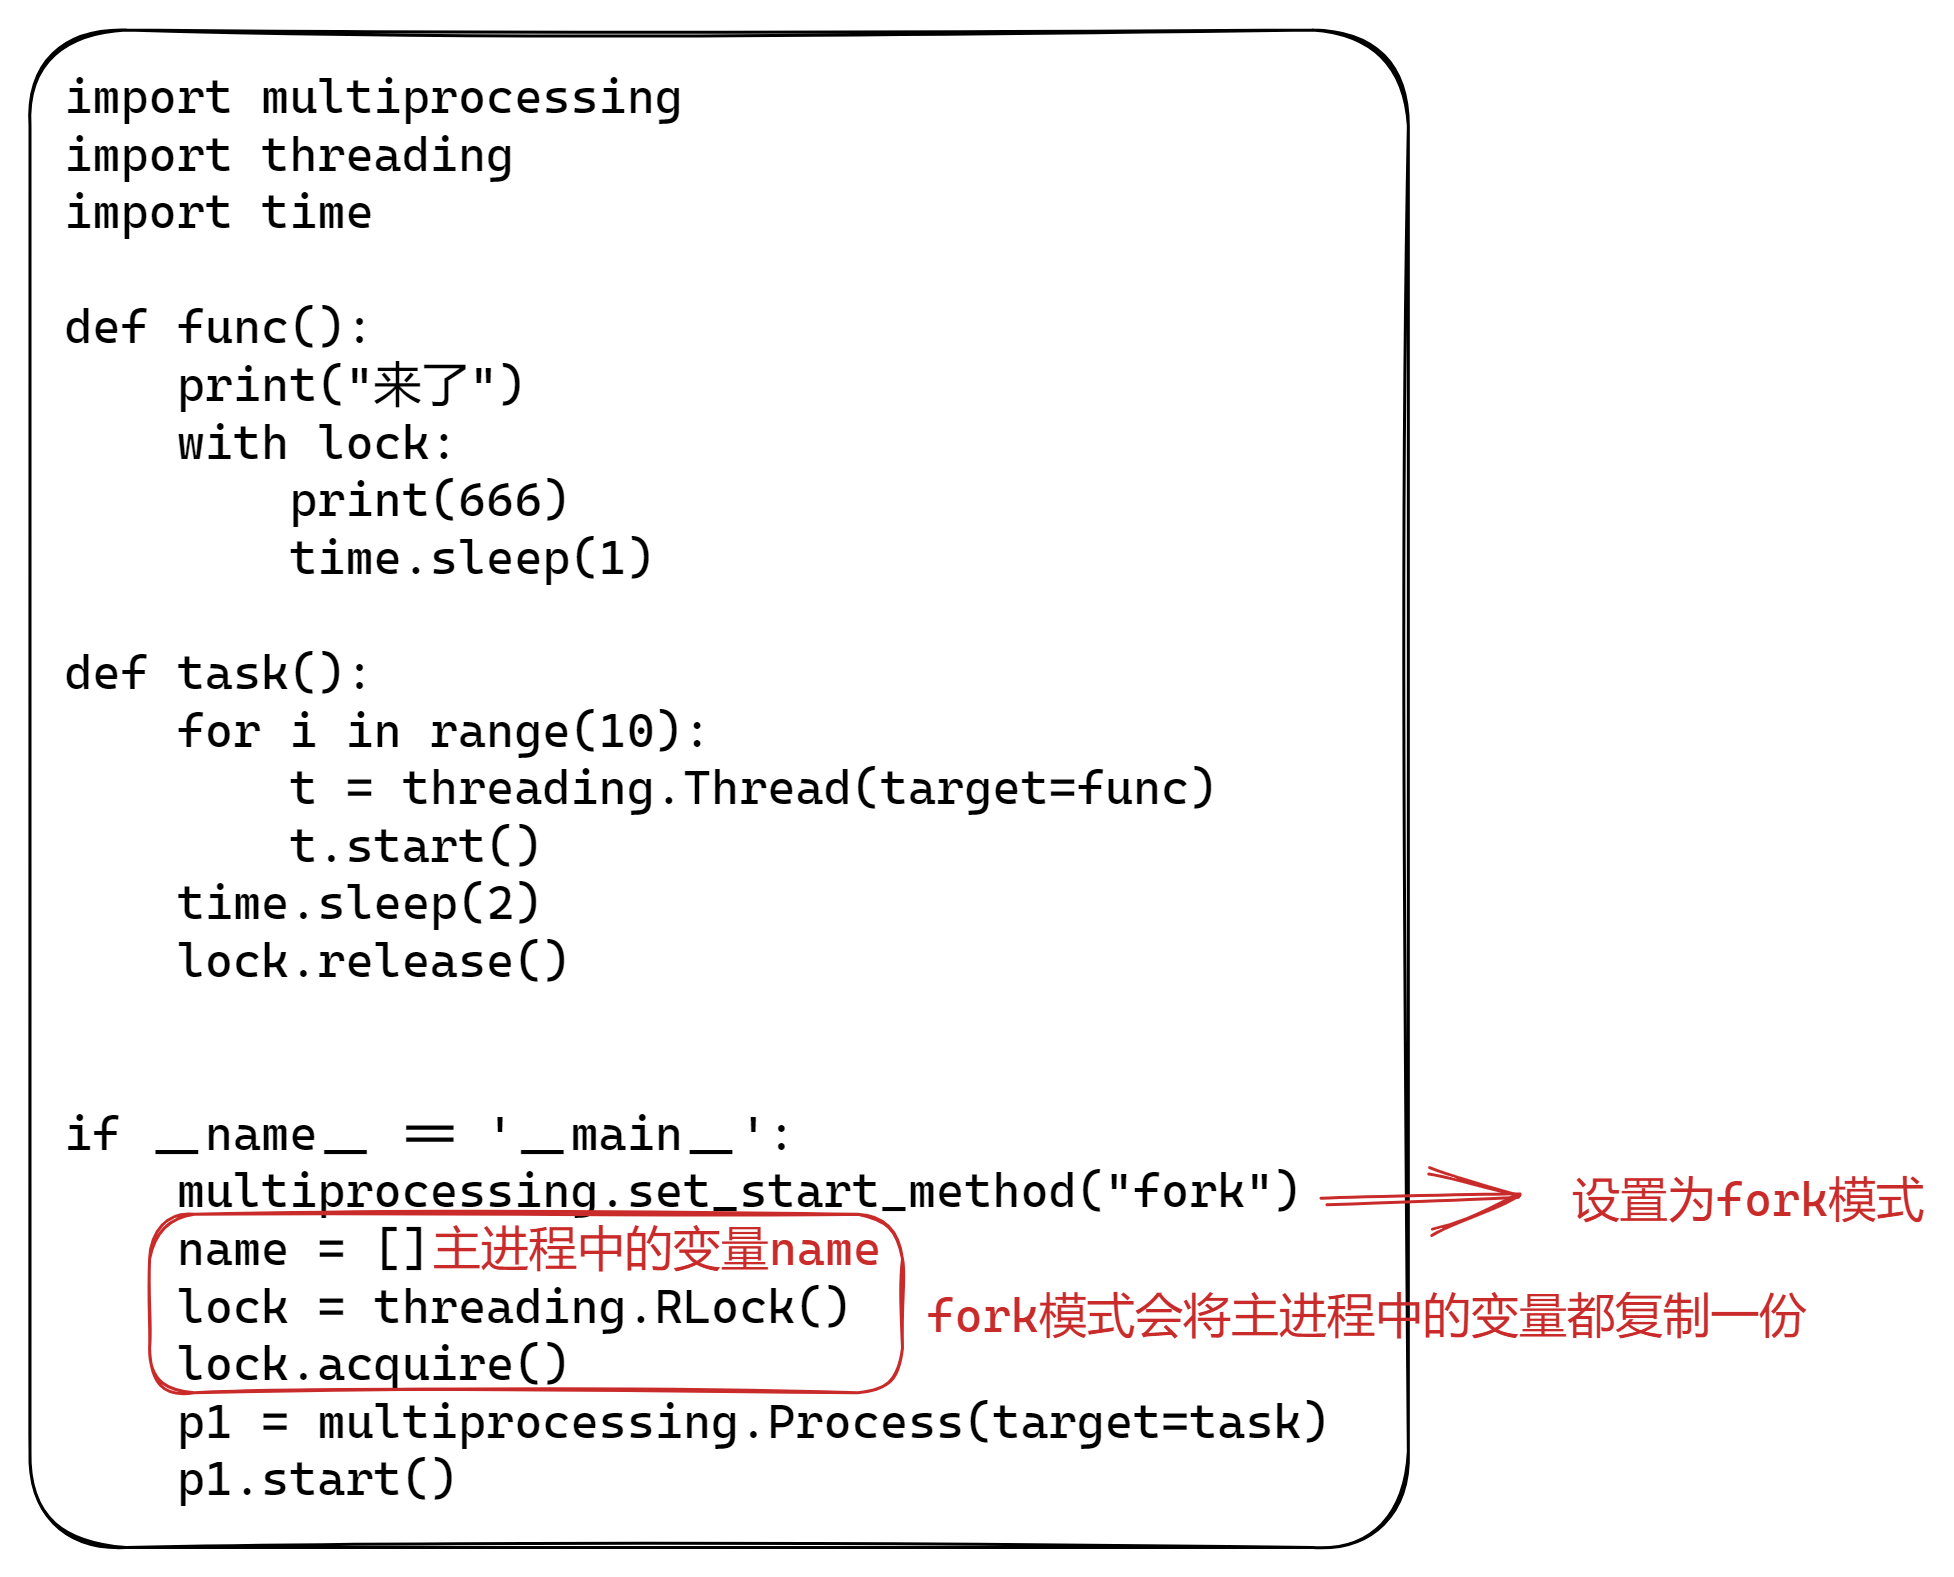 import multiprocessing
import threading
import time
def func():
    print("来了")
    with lock:
        print(666)
        time.sleep(1)
def task():
    for i in range(10):
        t = threading.Thread(target=func)
        t.start()
    time.sleep(2)
    lock.release()
if __name__ == '__main__':
    multiprocessing.set_start_method("fork") 设置为fork模式
    name = [] 主进程中的变量name
    lock = threading.RLock() fork模式会将主进程中的变量都复制一份
    lock.acquire()
    p1 = multiprocessing.Process(target=task)
    p1.start()